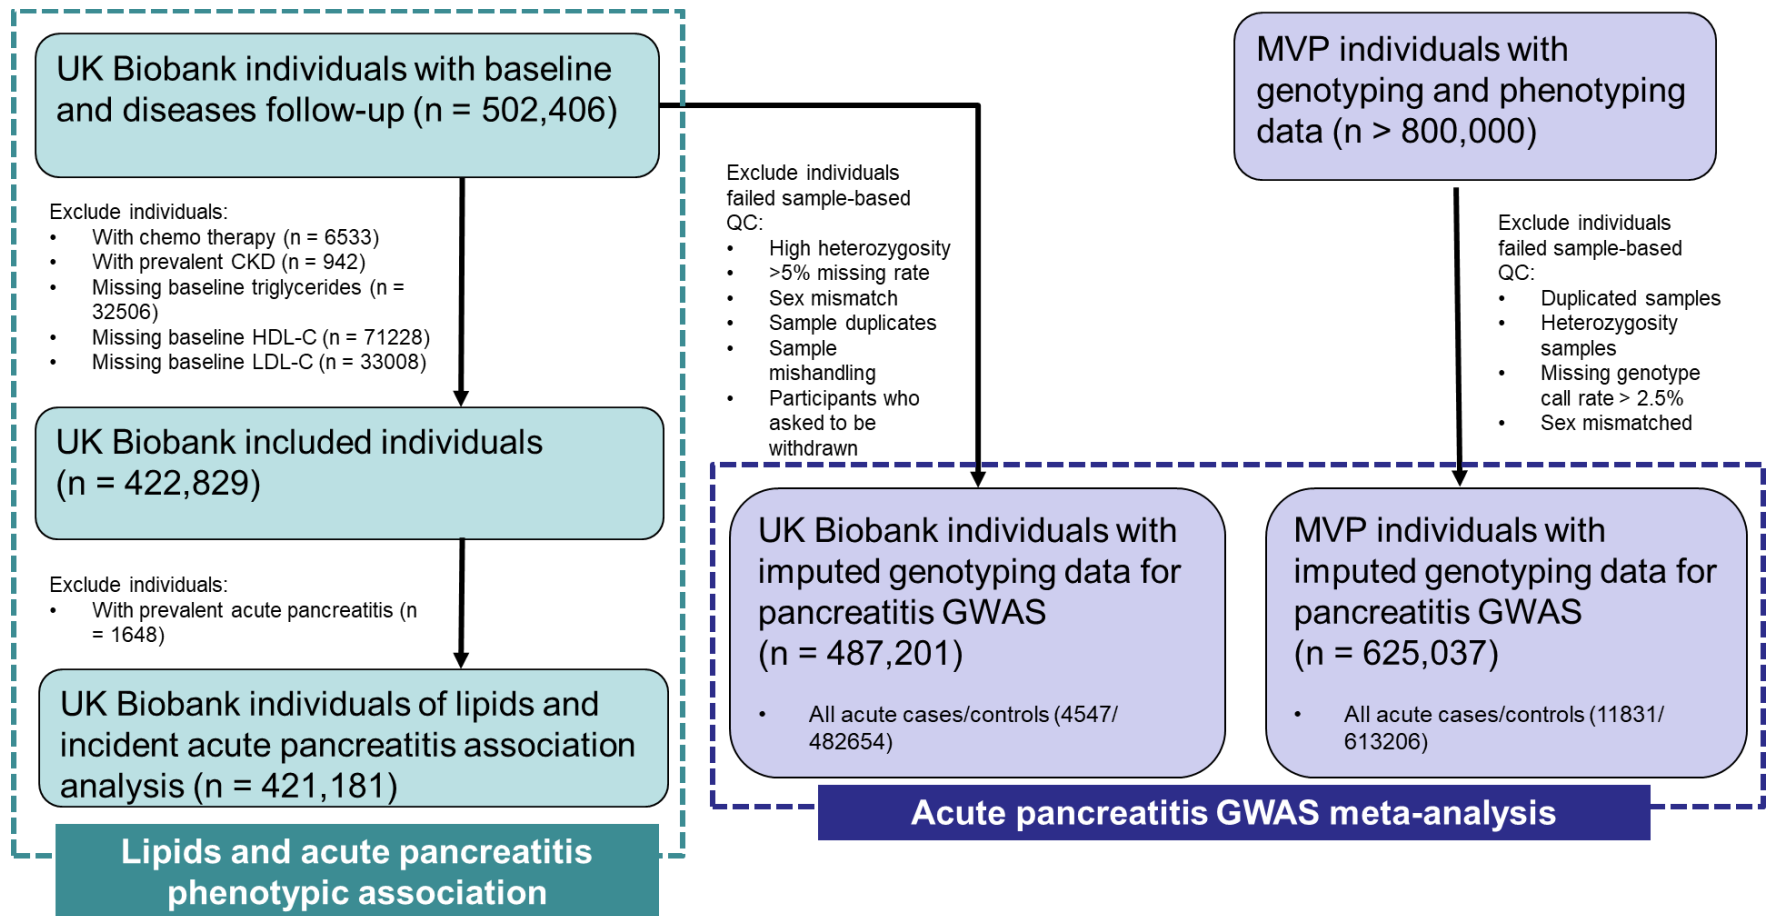 UK Biobank individuals with baseline
and diseases follow-up (n = 502,406)
Exclude individuals:
• With chemo therapy (n = 6533)
• With prevalent CKD (n = 942)
• Missing baseline triglycerides (n =
32506)
• Missing baseline HDL-C (n = 71228)
• Missing baseline LDL-C (n = 33008)
UK Biobank included individuals
(n = 422,829)
Exclude individuals:
• With prevalent acute pancreatitis (n
= 1648)
UK Biobank individuals of lipids and
incident acute pancreatitis association
analysis (n = 421,181)
Lipids and acute pancreatitis
phenotypic association
Exclude individuals
failed sample-based
QC:
• High heterozygosity
• >5% missing rate
• Sex mismatch
• Sample duplicates
• Sample
mishandling
• Participants who
asked to be
withdrawn
MVP individuals with
genotyping and phenotyping
data (n > 800,000)
Exclude individuals
failed sample-based
QC:
• Duplicated samples
• Heterozygosity
samples
• Missing genotype
call rate > 2.5%
• Sex mismatched
UK Biobank individuals with
imputed genotyping data for
pancreatitis GWAS
(n = 487,201)
• All acute cases/controls (4547/
482654)
MVP individuals with
imputed genotyping data for
pancreatitis GWAS
(n = 625,037)
• All acute cases/controls (11831/
613206)
Acute pancreatitis GWAS meta-analysis